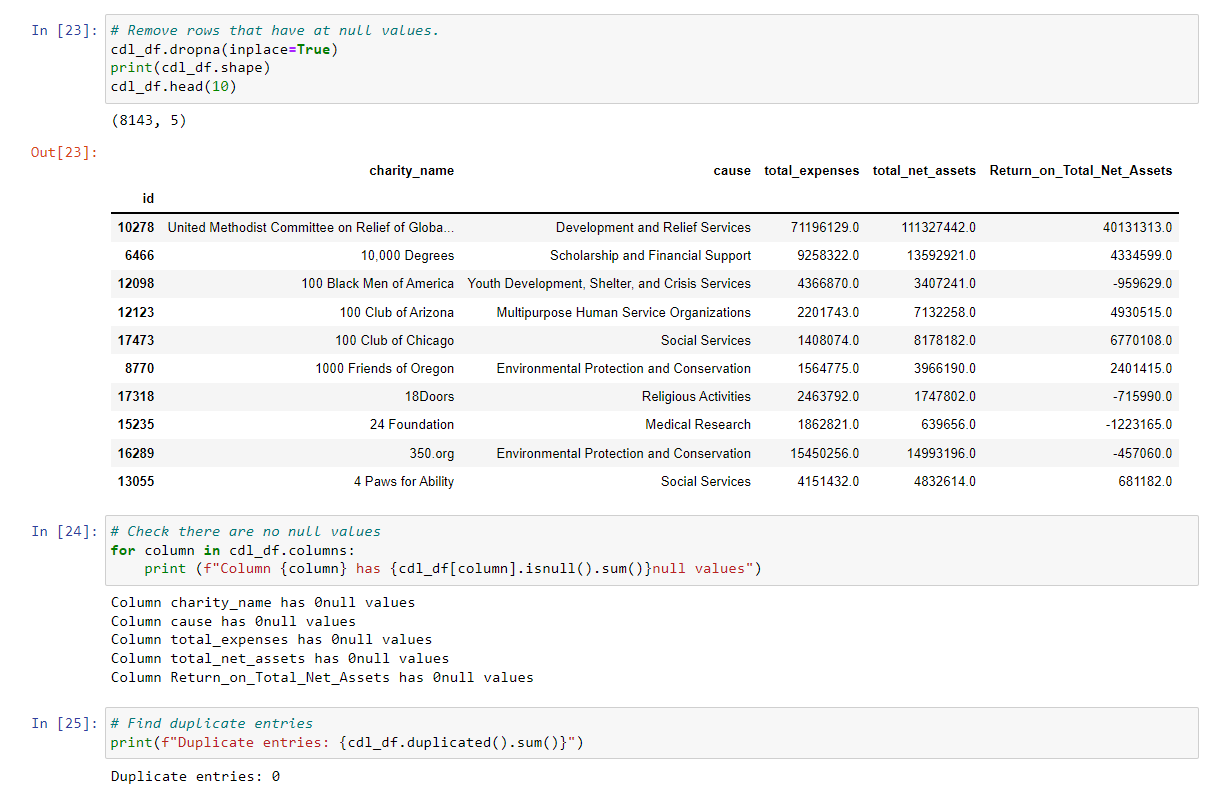 In [23]: # Remove rows that have at null values.
cdl_df.dropna(inplace=True)
print(cdl_df.shape)
cdl_df.head(10)
(8143, 5)
Out[23]:
charity_name cause total_expenses total_net_assets Return_on_Total_Net_Assets
id
10278 United Methodist Committee on Relief of Globa... Development and Relief Services 71196129.0 111327442.0 40131313.0
6466 10,000 Degrees Scholarship and Financial Support 9258322.0 13592921.0 4334599.0
12098 100 Black Men of America Youth Development, Shelter, and Crisis Services 4366870.0 3407241.0 -959629.0
12123 100 Club of Arizona Multipurpose Human Service Organizations 2201743.0 7132258.0 4930515.0
17473 100 Club of Chicago Social Services 1408074.0 8178182.0 6770108.0
8770 1000 Friends of Oregon Environmental Protection and Conservation 1564775.0 3966190.0 2401415.0
17318 18Doors Religious Activities 2463792.0 1747802.0 -715990.0
15235 24 Foundation Medical Research 1862821.0 639656.0 -1223165.0
16289 350.org Environmental Protection and Conservation 15450256.0 14993196.0 -457060.0
13055 4 Paws for Ability Social Services 4151432.0 4832614.0 681182.0
In [24]: # Check there are no null values
for column in cdl_df.columns:
    print (f"Column {column} has {cdl_df[column].isnull().sum()}null values")
Column charity_name has 0null values
Column cause has 0null values
Column total_expenses has 0null values
Column total_net_assets has 0null values
Column Return_on_Total_Net_Assets has 0null values
In [25]: # Find duplicate entries
print(f"Duplicate entries: {cdl_df.duplicated().sum()}")
Duplicate entries: 0